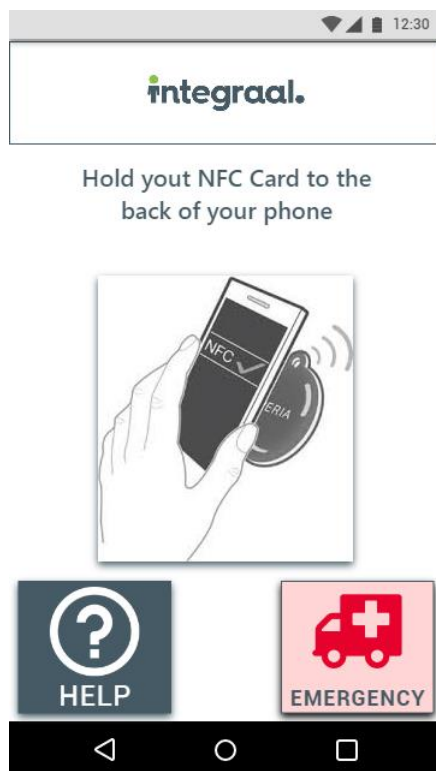 12:30
integraal.
Hold yout NFC Card to the
back of your phone
NFC
ERIA
HELP
EMERGENCY